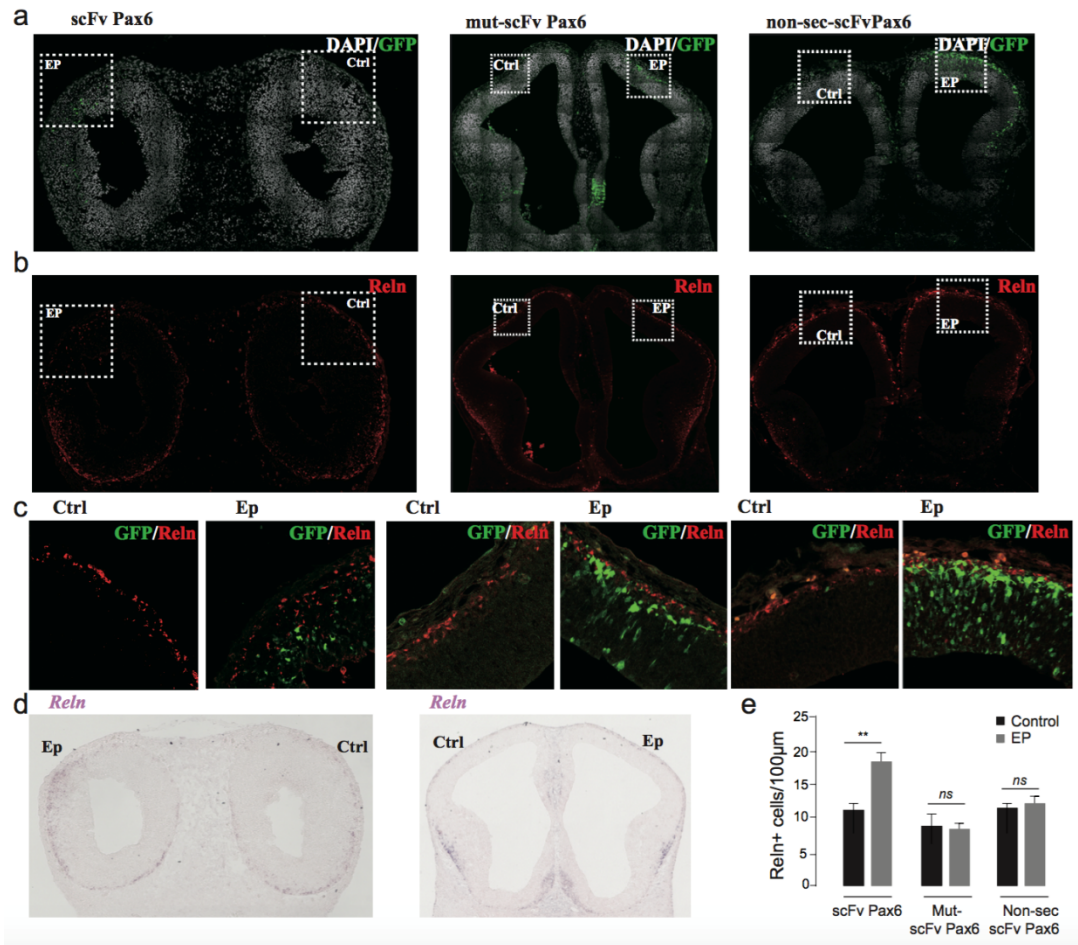 a
scFv Pax6
mut-scFv Pax6
non-sec-scFvPax6
DAPI/GFP
EP
Ctrl
DAPI/GFP
Ctrl
EP
DAPI/GFP
Ctrl
EP
b
Reln
EP
Ctrl
Reln
Ctrl
EP
Reln
Ctrl
EP
c
Ctrl
Ep
Ctrl
Ep
Ctrl
Ep
GFP/Reln
GFP/Reln
GFP/Reln
GFP/Reln
GFP/Reln
GFP/Reln
d
Reln
Ep
Ctrl
Reln
Ctrl
Ep
e
Reln+ cells/100μm
25
20
15
10
5
0
Control
EP
**
ns
ns
scFv Pax6
Mut-
scFv Pax6
Non-sec
scFv Pax6